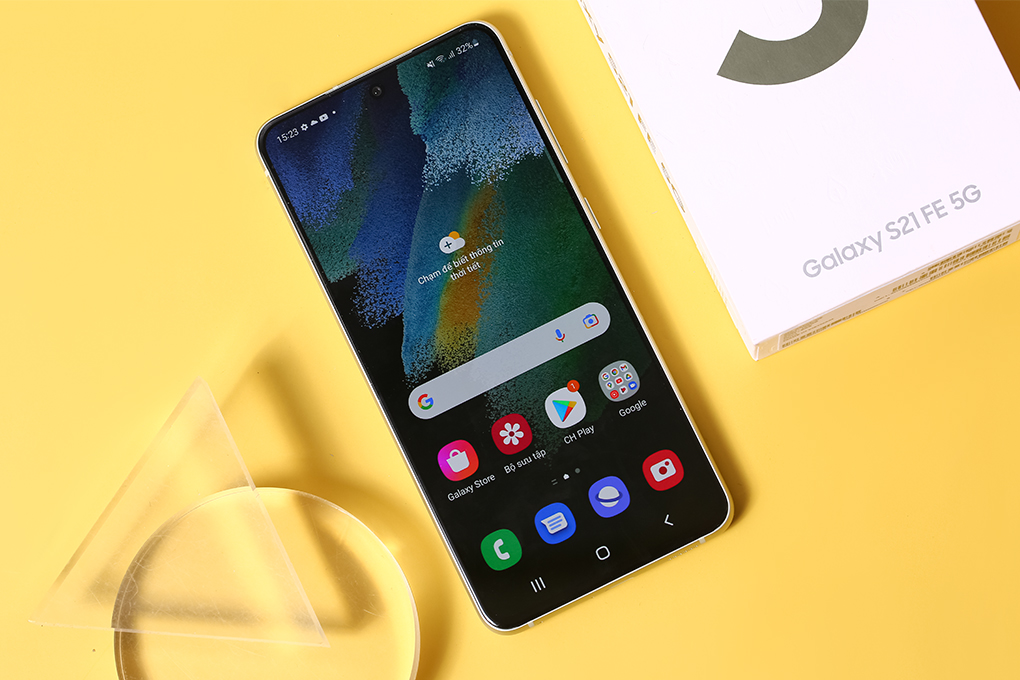 15:23
32%
Chạm để biết thông tin
thời tiết
Galaxy Store
Bộ sưu tập
1
CH Play
Google
Galaxy S21 FE 5G